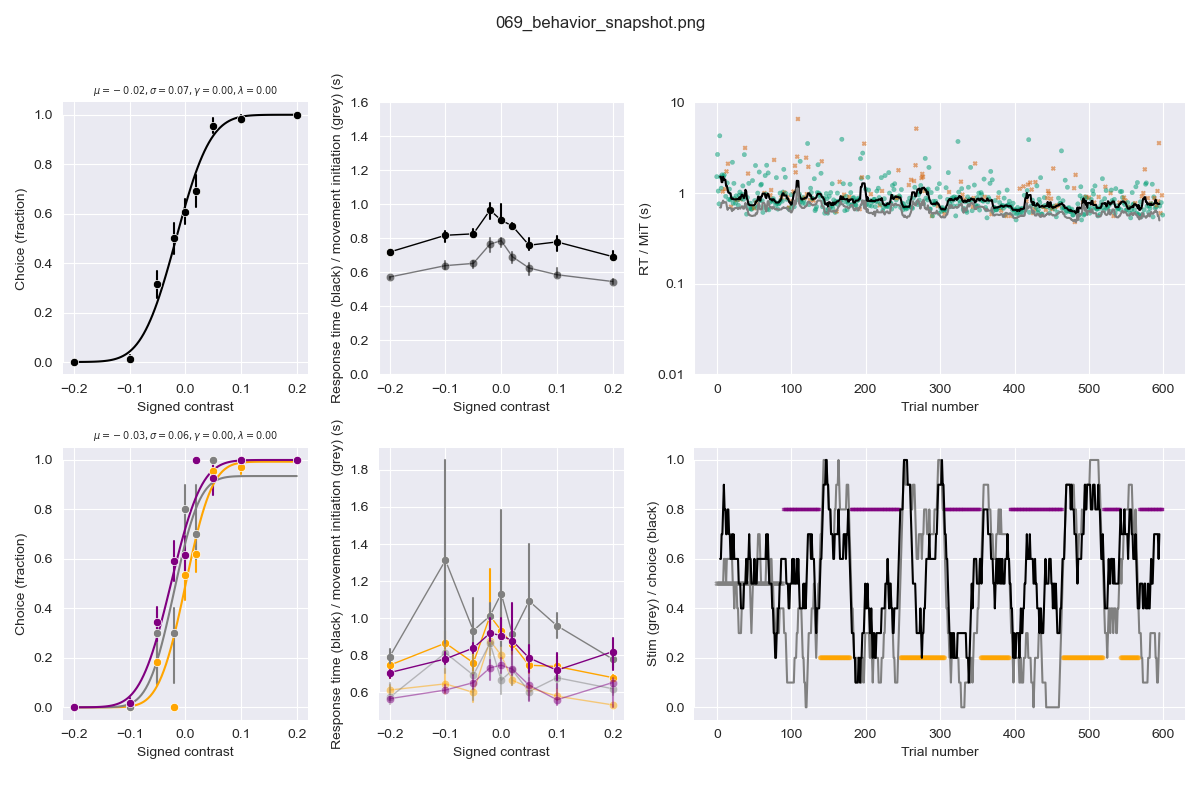 069_behavior_snapshot.png
μ = − 0.02, σ = 0.07, γ = 0.00, λ = 0.00
Choice (fraction)
1.0
0.8
0.6
0.4
0.2
0.0
−0.2 −0.1 0.0 0.1 0.2
Signed contrast
Response time (black) / movement initiation (grey) (s)
1.6
1.4
1.2
1.0
0.8
0.6
0.4
0.2
0.0
−0.2 −0.1 0.0 0.1 0.2
Signed contrast
RT / MiT (s)
10
1
0.1
0.01
0 100 200 300 400 500 600
Trial number
μ = − 0.03, σ = 0.06, γ = 0.00, λ = 0.00
Choice (fraction)
1.0
0.8
0.6
0.4
0.2
0.0
−0.2 −0.1 0.0 0.1 0.2
Signed contrast
Response time (black) / movement initiation (grey) (s)
1.8
1.6
1.4
1.2
1.0
0.8
0.6
−0.2 −0.1 0.0 0.1 0.2
Signed contrast
Stim (grey) / choice (black)
1.0
0.8
0.6
0.4
0.2
0.0
0 100 200 300 400 500 600
Trial number